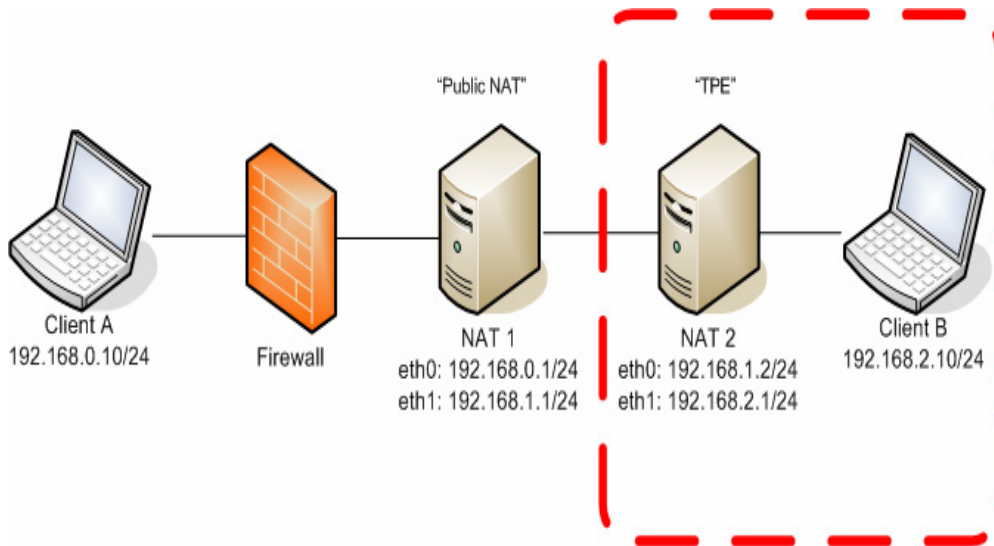 “Public NAT”
“TPE”
Client A
192.168.0.10/24
Firewall
NAT 1
eth0: 192.168.0.1/24
eth1: 192.168.1.1/24
NAT 2
eth0: 192.168.1.2/24
eth1: 192.168.2.1/24
Client B
192.168.2.10/24